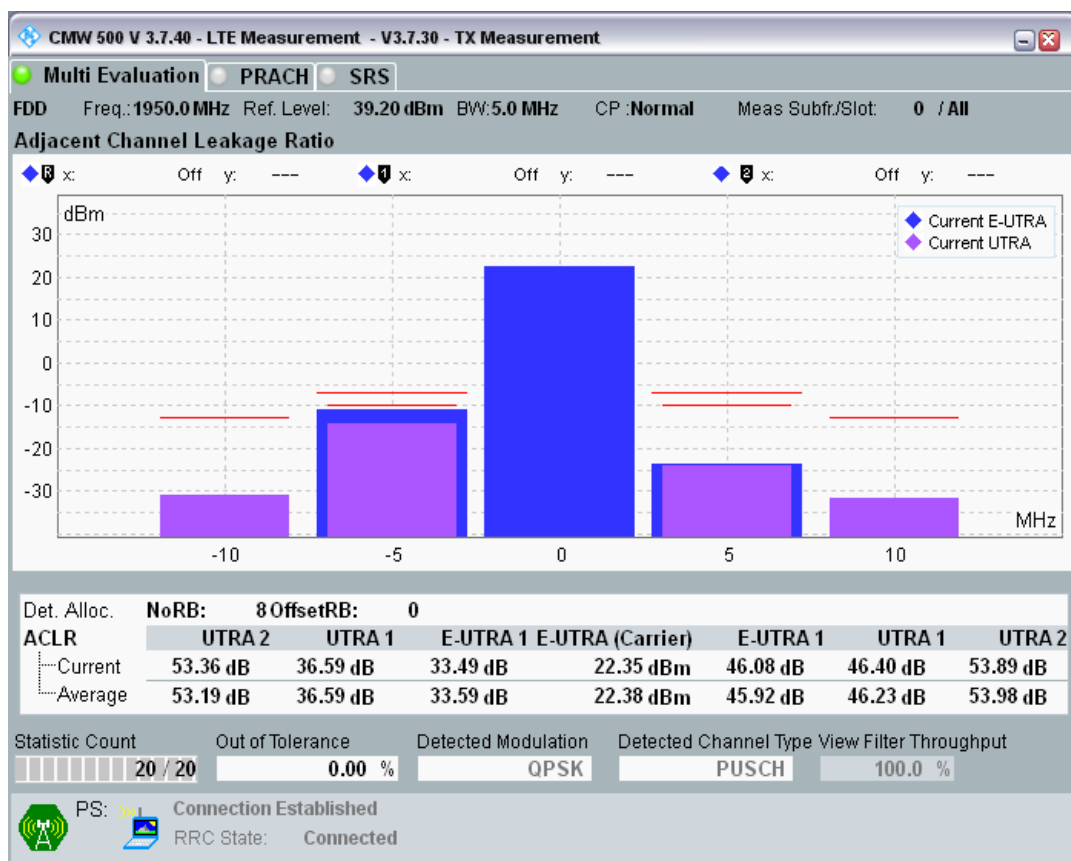 CMW 500 V 3.7.40 - LTE Measurement - V3.7.30 - TX Measurement
Multi Evaluation PRACH SRS
FDD Freq.: 1950.0 MHz Ref. Level: 39.20 dBm BW: 5.0 MHz CP : Normal Meas Subfr./Slot: 0 / All
Adjacent Channel Leakage Ratio
R x: Off y: --- 1 x: Off y: --- 2 x: Off y: ---
dBm
Current E-UTRA
Current UTRA
30
20
10
0
-10
-20
-30
MHz
-10 -5 0 5 10
Det. Alloc. NoRB: 8 OffsetRB: 0
ACLR UTRA 2 UTRA 1 E-UTRA 1 E-UTRA (Carrier) E-UTRA 1 UTRA 1 UTRA 2
Current 53.36 dB 36.59 dB 33.49 dB 22.35 dBm 46.08 dB 46.40 dB 53.89 dB
Average 53.19 dB 36.59 dB 33.59 dB 22.38 dBm 45.92 dB 46.23 dB 53.98 dB
Statistic Count Out of Tolerance Detected Modulation Detected Channel Type View Filter Throughput
20 / 20 0.00 % QPSK PUSCH 100.0 %
PS: Connection Established
RRC State: Connected